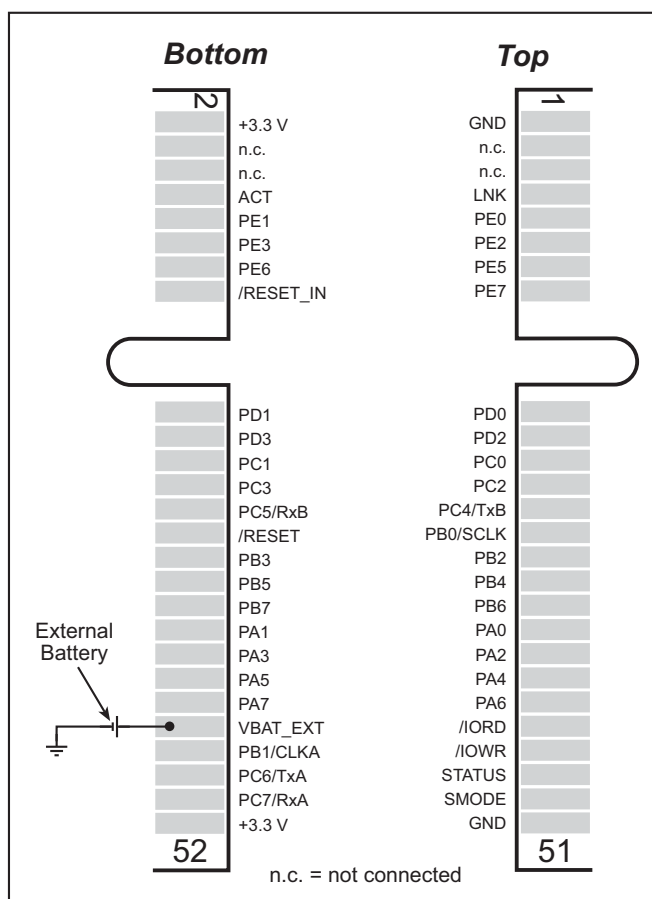 Bottom
Top
2
1
+3.3 V
GND
n.c.
n.c.
n.c.
n.c.
ACT
LNK
PE1
PE0
PE3
PE2
PE6
PE5
/RESET_IN
PE7
PD1
PD0
PD3
PD2
PC1
PC0
PC3
PC2
PC5/RxB
PC4/TxB
/RESET
PB0/SCLK
PB3
PB2
PB5
PB4
PB7
PB6
External
Battery
PA1
PA0
PA3
PA2
PA5
PA4
PA7
PA6
VBAT_EXT
/IORD
PB1/CLKA
/IOWR
PC6/TxA
STATUS
PC7/RxA
SMODE
+3.3 V
GND
52
51
n.c. = not connected